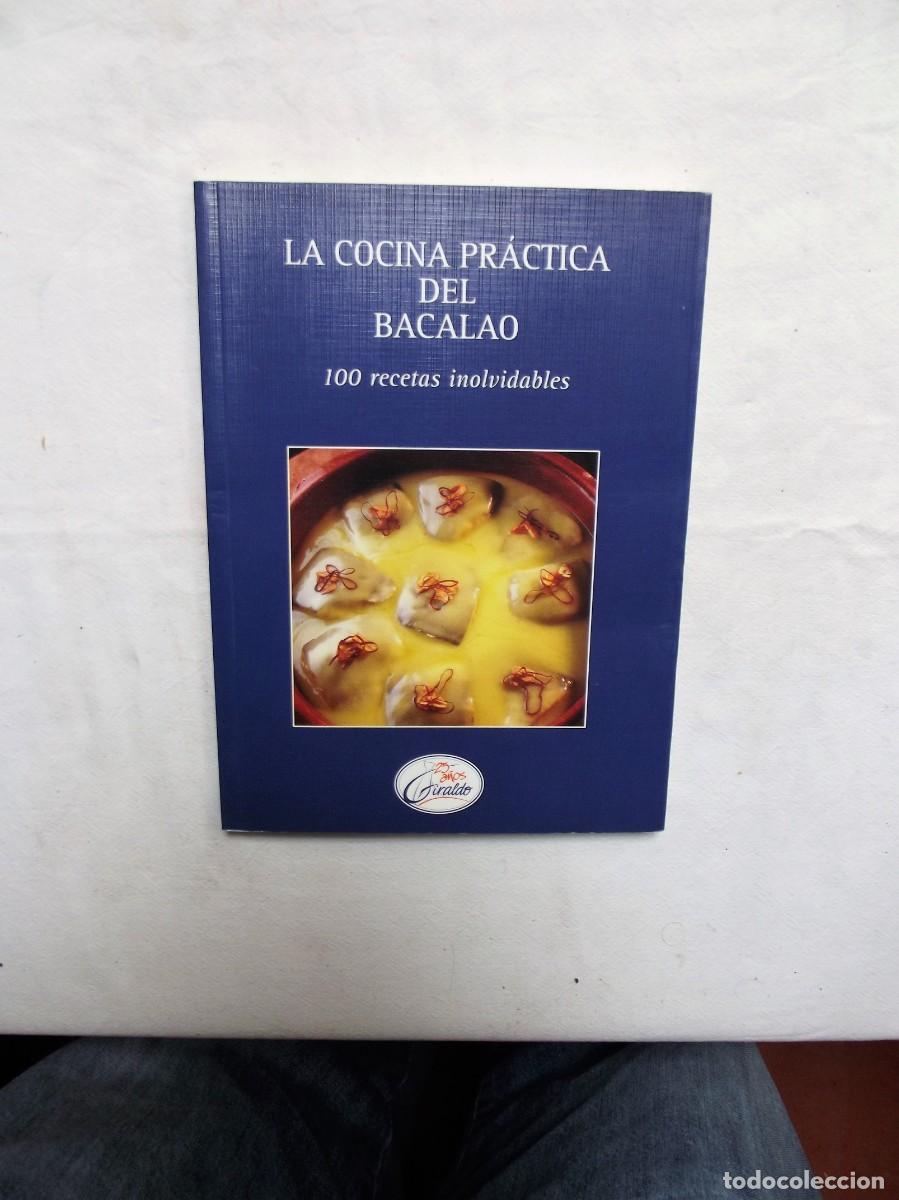 LA COCINA PRÁCTICA
DEL
BACALAO
100 recetas inolvidables
25
años
Giraldo
todocoleccion